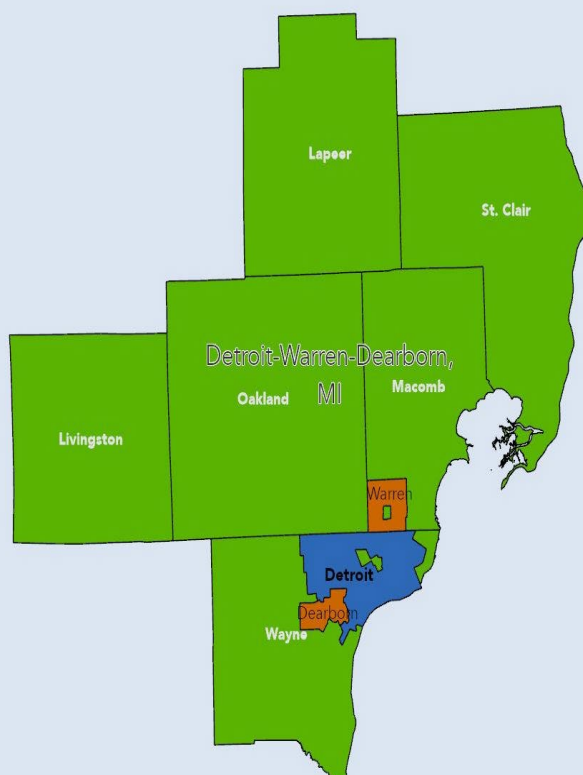 Lapeer
St. Clair
Detroit-Warren-Dearborn,
MI
Oakland
Macomb
Livingston
Warren
Detroit
Dearborn
Wayne